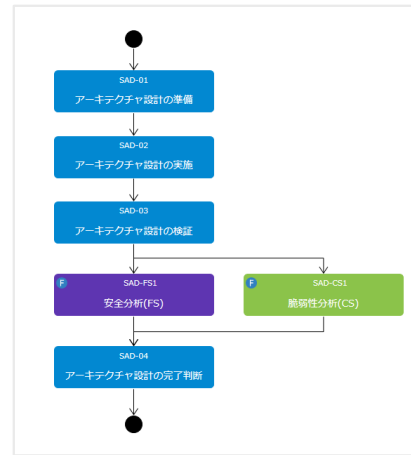 SAD-01
アーキテクチャ設計の準備
SAD-02
アーキテクチャ設計の実施
SAD-03
アーキテクチャ設計の検証
F
SAD-FS1
安全分析(FS)
F
SAD-CS1
脆弱性分析(CS)
SAD-04
アーキテクチャ設計の完了判断